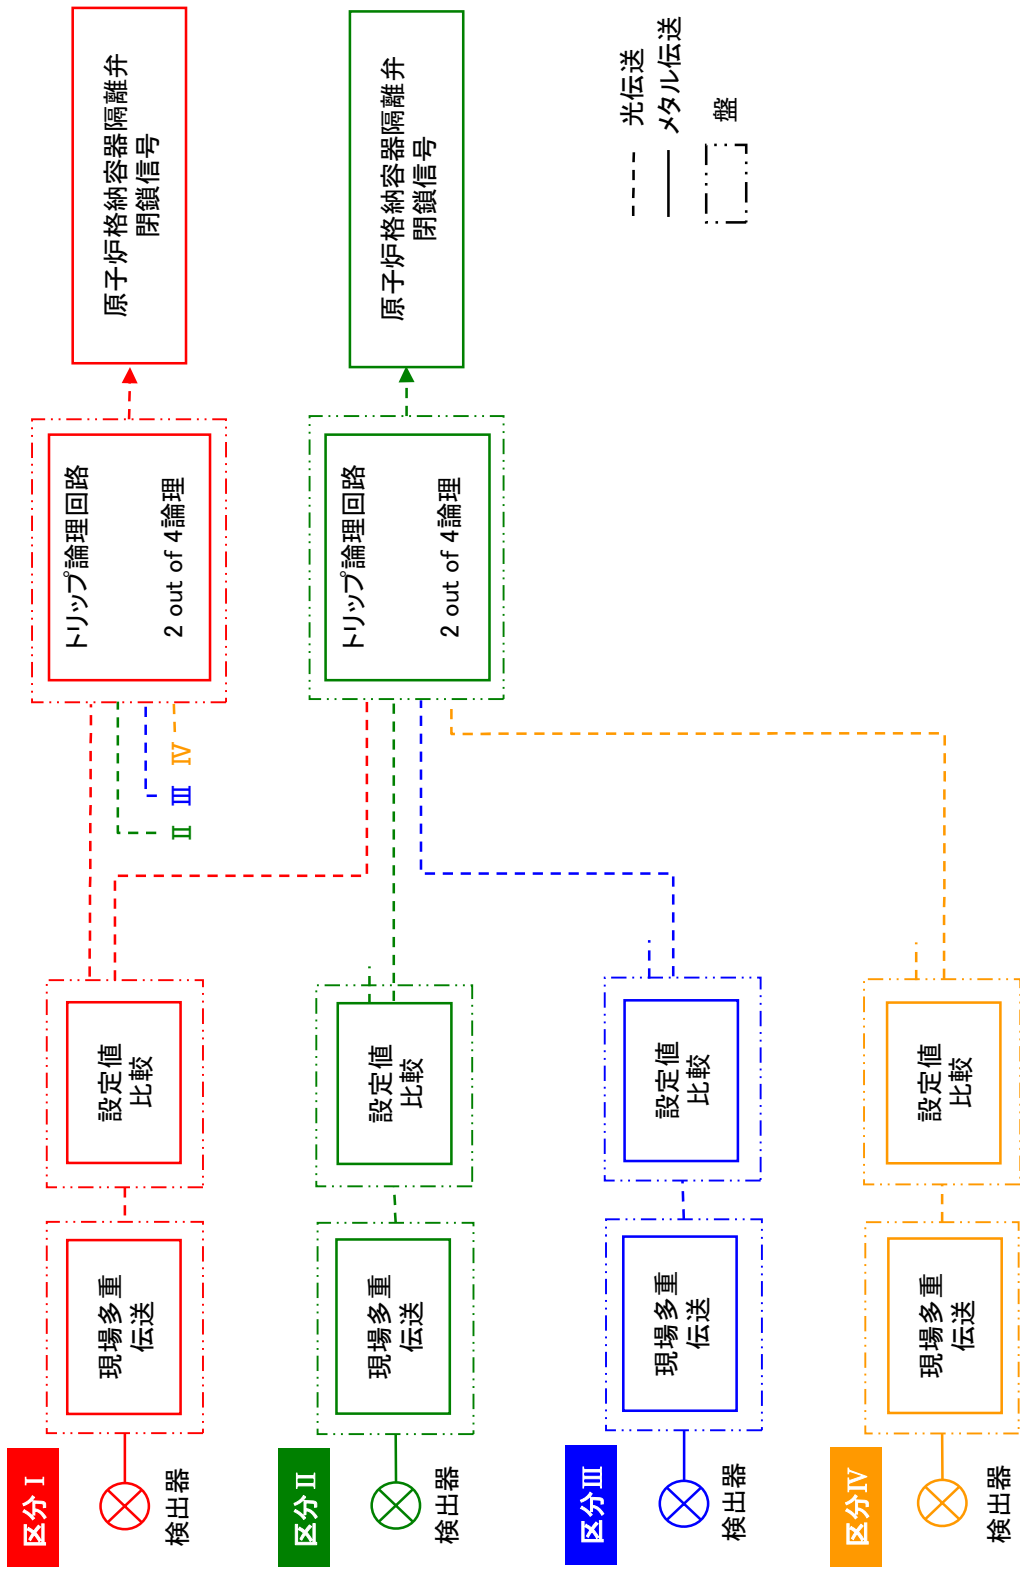 区分Ⅰ
検出器
現場多重
伝送
設定値
比較
トリップ論理回路
2 out of 4論理
原子炉格納容器隔離弁
閉鎖信号
Ⅱ
Ⅲ
Ⅳ
区分Ⅱ
検出器
現場多重
伝送
設定値
比較
トリップ論理回路
2 out of 4論理
原子炉格納容器隔離弁
閉鎖信号
区分Ⅲ
検出器
現場多重
伝送
設定値
比較
区分Ⅳ
検出器
現場多重
伝送
設定値
比較
光伝送
メタル伝送
盤